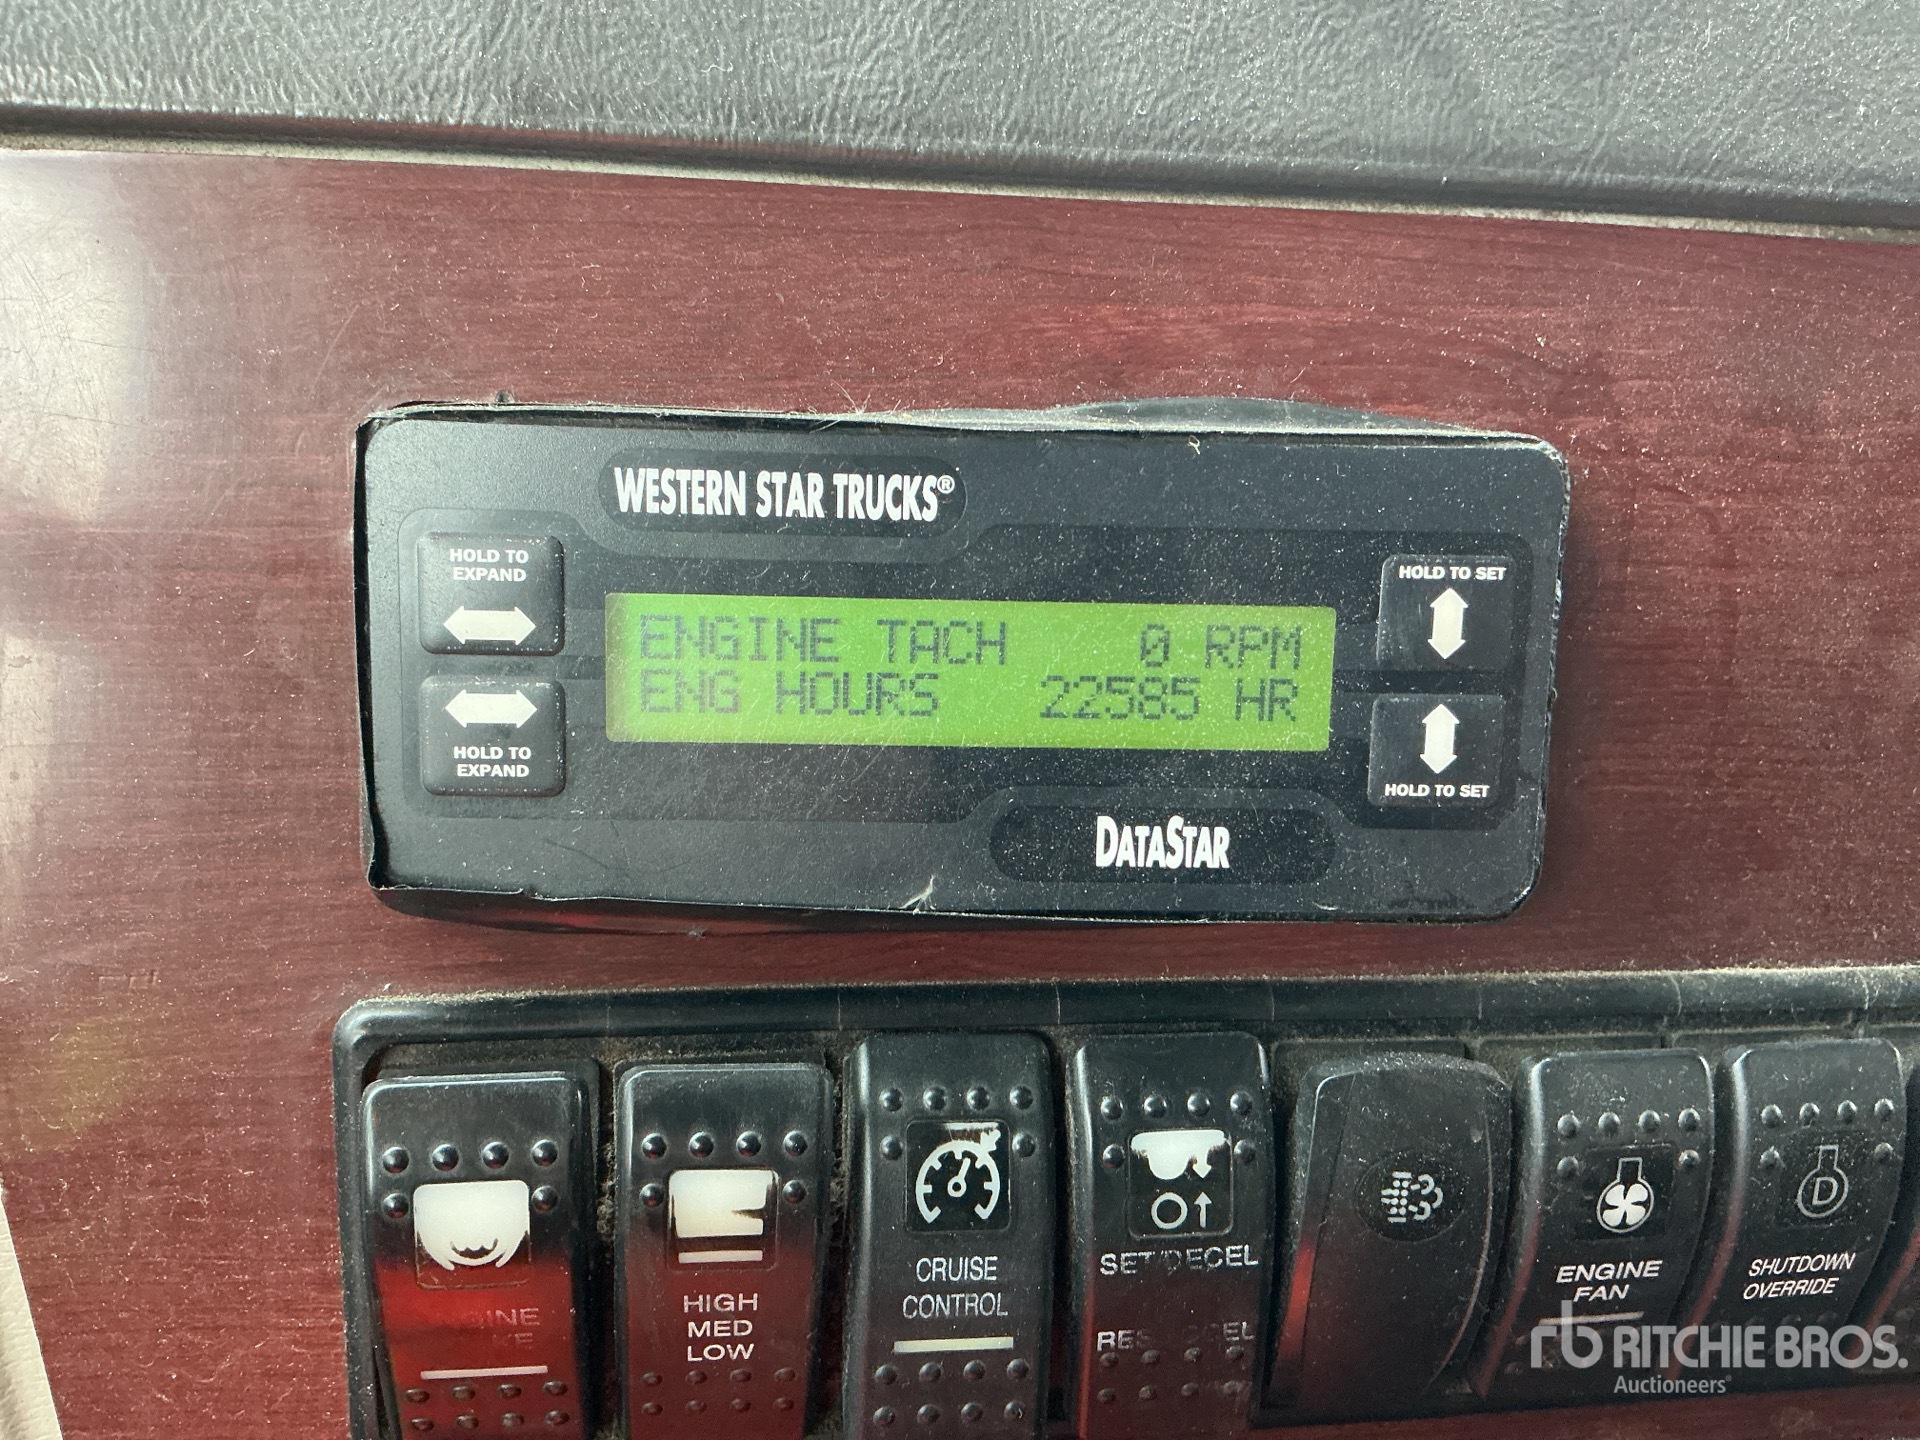 WESTERN STAR TRUCKS®
HOLD TO
EXPAND
HOLD TO SET
ENGINE TACH 0 RPM
ENG HOURS 22585 HR
HOLD TO
EXPAND
HOLD TO SET
DATASTAR
HIGH
MED
LOW
CRUISE
CONTROL
SET/DECEL
ENGINE
FAN
D
SHUTDOWN
OVERRIDE
rb RITCHIE BROS.
Auctioneers